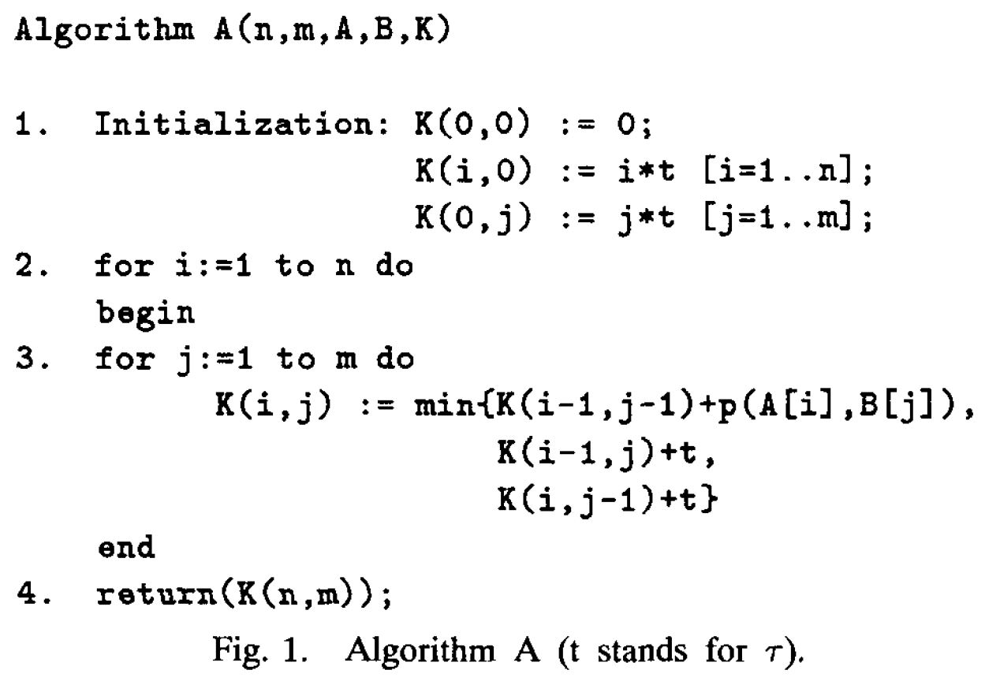 Algorithm A(n,m,A,B,K)
1. Initialization: K(0,0) := 0;
K(i,0) := i*t [i=1..n];
K(0,j) := j*t [j=1..m];
2. for i:=1 to n do
begin
3. for j:=1 to m do
K(i,j) := min{K(i-1,j-1)+p(A[i],B[j]),
K(i-1,j)+t,
K(i,j-1)+t}
end
4. return(K(n,m));
Fig. 1. Algorithm A (t stands for τ).